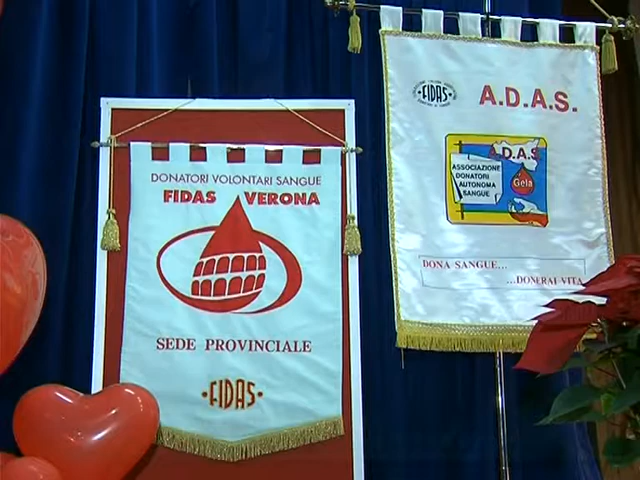 DONATORI VOLONTARI SANGUE
FIDAS VERONA
SEDE PROVINCIALE
·FIDAS·
·FIDAS·
A.D.A.S.
A.D.A.S
ASSOCIAZIONE
DONATORI
AUTONOMA
SANGUE
Gela
DONA SANGUE...
...DONERAI VITA